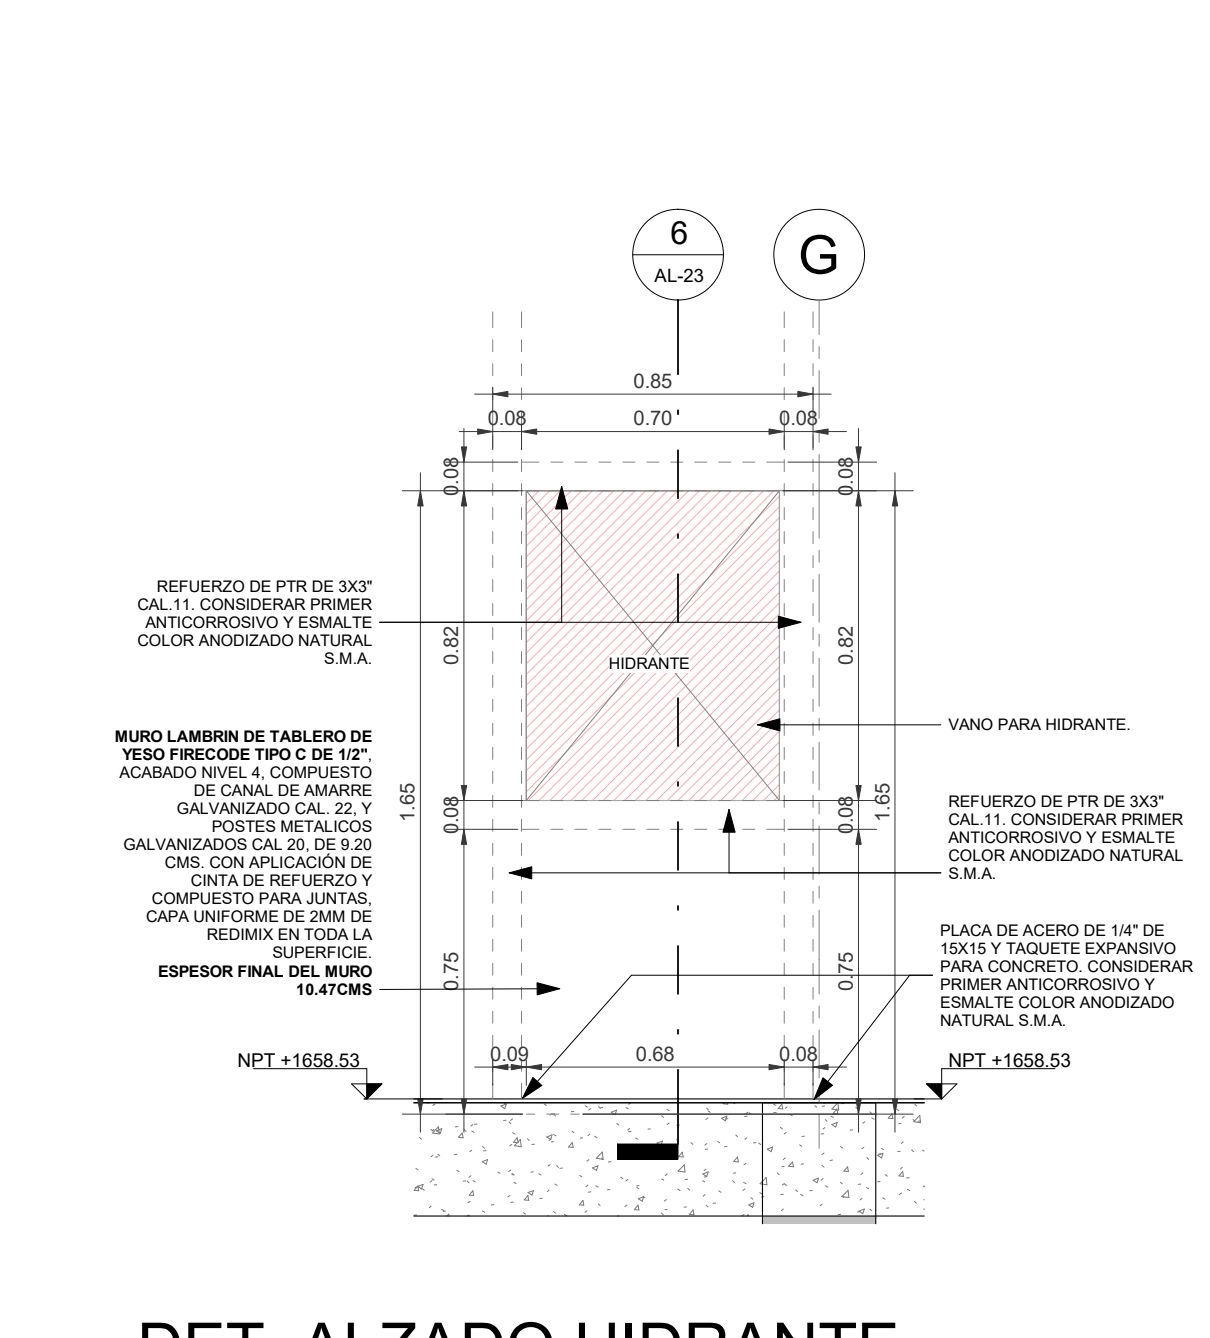 6
AL-23
G
0.85
0.08
0.70
0.08
0.08
0.08
REFUERZO DE PTR DE 3X3"
CAL.11. CONSIDERAR PRIMER
ANTICORROSIVO Y ESMALTE
COLOR ANODIZADO NATURAL
S.M.A.
0.82
0.82
HIDRANTE
MURO LAMBRIN DE TABLERO DE
YESO FIRECODE TIPO C DE 1/2",
ACABADO NIVEL 4, COMPUESTO
DE CANAL DE AMARRE
GALVANIZADO CAL. 22, Y
POSTES METALICOS
GALVANIZADOS CAL 20, DE 9.20
CMS. CON APLICACIÓN DE
CINTA DE REFUERZO Y
COMPUESTO PARA JUNTAS,
CAPA UNIFORME DE 2MM DE
REDIMIX EN TODA LA
SUPERFICIE.
ESPESOR FINAL DEL MURO
10.47CMS
VANO PARA HIDRANTE.
1.65
0.08
0.08
1.65
REFUERZO DE PTR DE 3X3"
CAL.11. CONSIDERAR PRIMER
ANTICORROSIVO Y ESMALTE
COLOR ANODIZADO NATURAL
S.M.A.
PLACA DE ACERO DE 1/4" DE
15X15 Y TAQUETE EXPANSIVO
PARA CONCRETO. CONSIDERAR
PRIMER ANTICORROSIVO Y
ESMALTE COLOR ANODIZADO
NATURAL S.M.A.
0.75
0.75
0.09
0.68
0.08
NPT +1658.53
NPT +1658.53
DET. ALZADO HIDRANTE